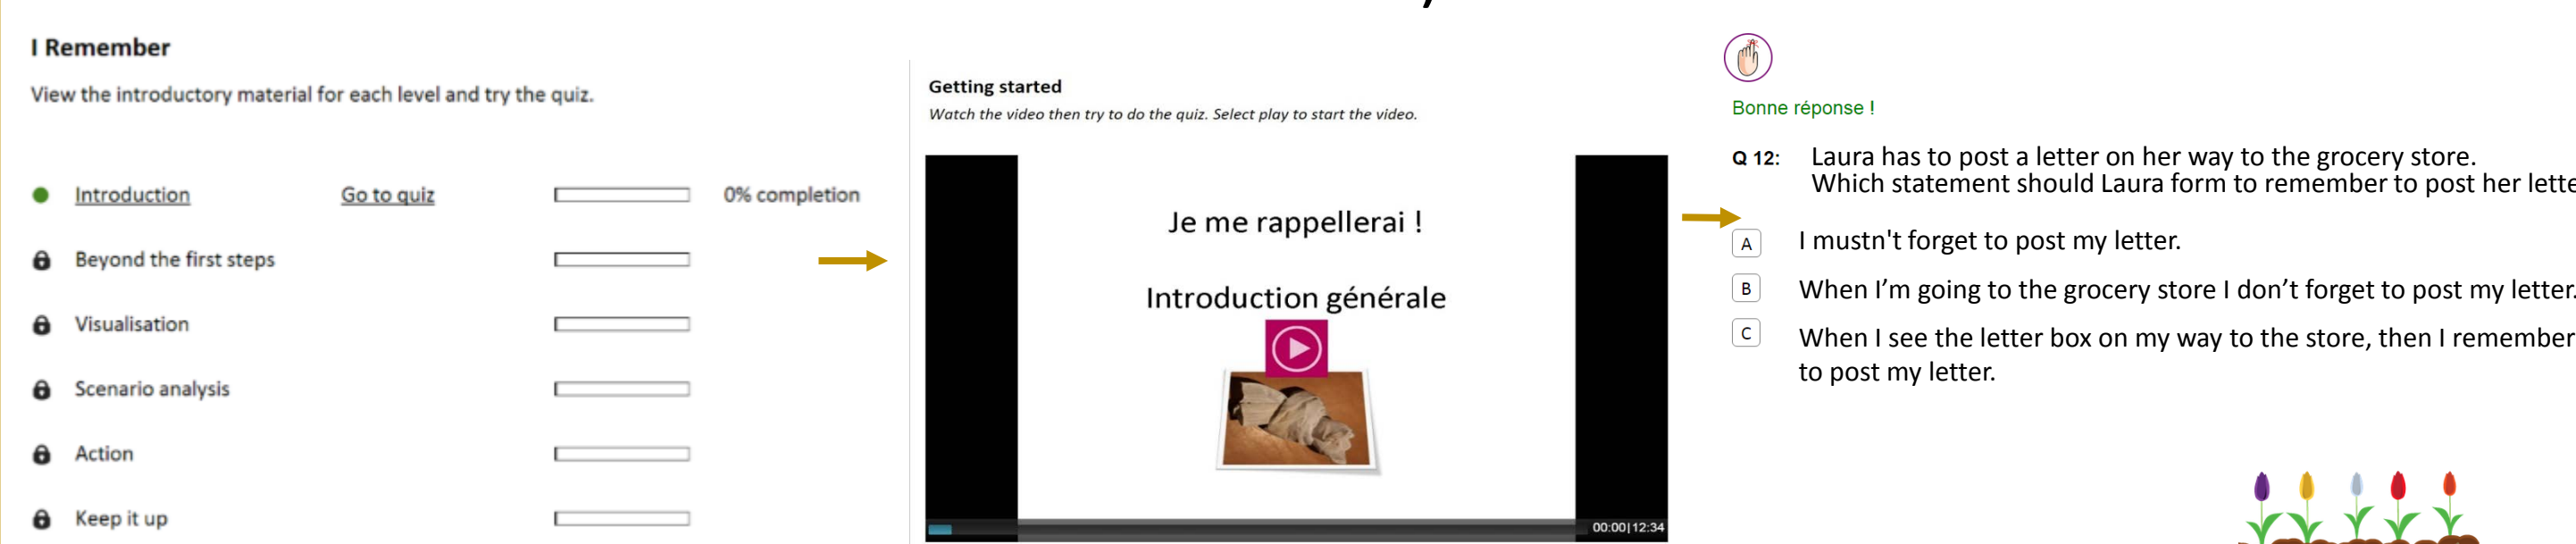 I Remember
View the introductory material for each level and try the quiz.
Introduction Go to quiz 0% completion
Beyond the first steps
Visualisation
Scenario analysis
Action
Keep it up
Getting started
Watch the video then try to do the quiz. Select play to start the video.
Je me rappellerai !
Introduction générale
00:00|12:34
Bonne réponse !
Q 12: Laura has to post a letter on her way to the grocery store.
Which statement should Laura form to remember to post her lette
A I mustn't forget to post my letter.
B When I'm going to the grocery store I don't forget to post my letter.
C When I see the letter box on my way to the store, then I remember
to post my letter.